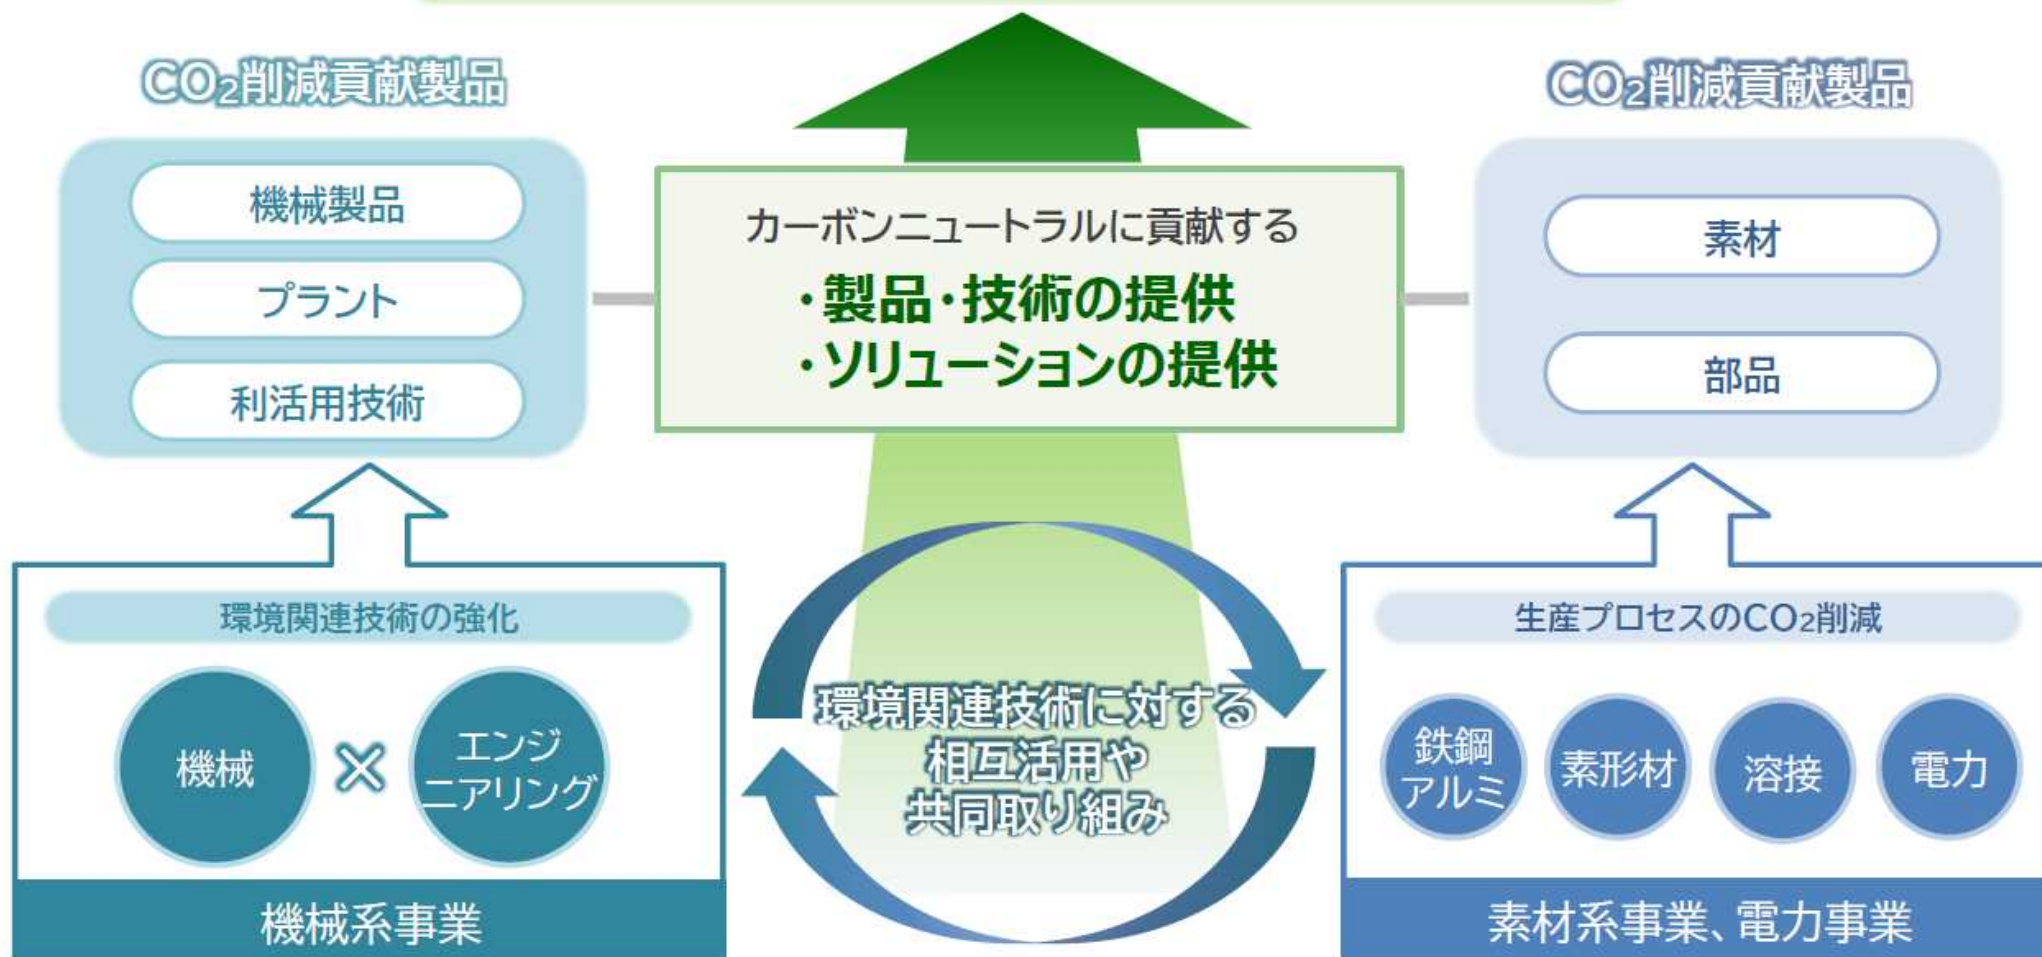 CO₂削減貢献製品
機械製品
プラント
利活用技術
カーボンニュートラルに貢献する
・製品・技術の提供
・ソリューションの提供
CO₂削減貢献製品
素材
部品
環境関連技術の強化
機械
×
エンジ
ニアリング
機械系事業
環境関連技術に対する
相互活用や
共同取り組み
生産プロセスのCO₂削減
鉄鋼
アルミ
素形材
溶接
電力
素材系事業、電力事業